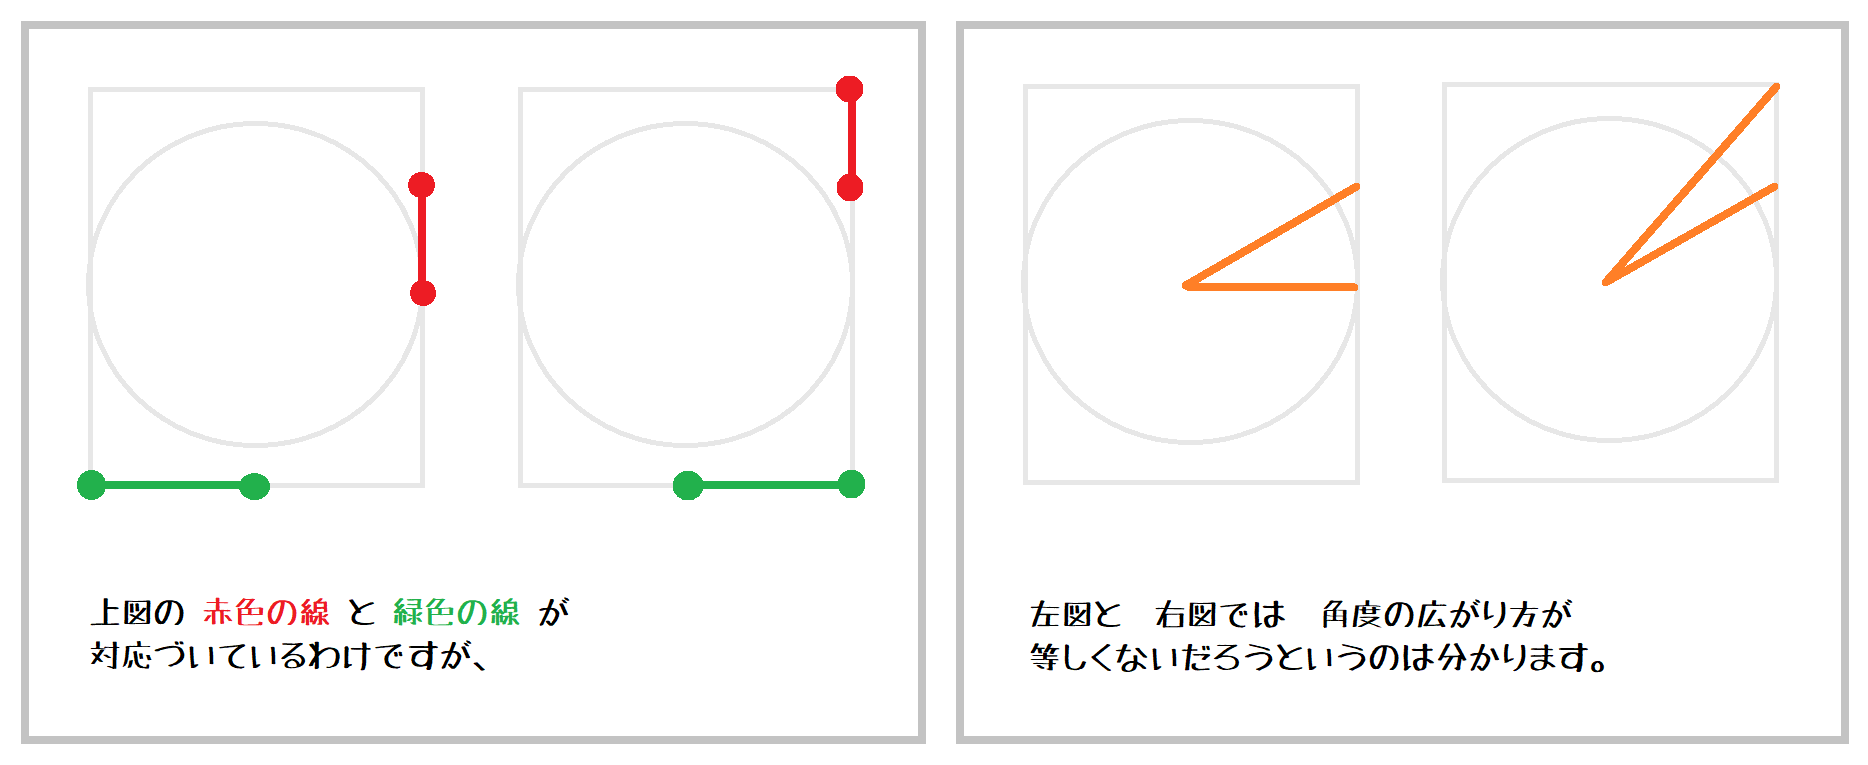 上図の 赤色の線 と 緑色の線 が
対応づいているわけですが、
左図と 右図では 角度の広がり方が
等しくないだろうというのは分かります。